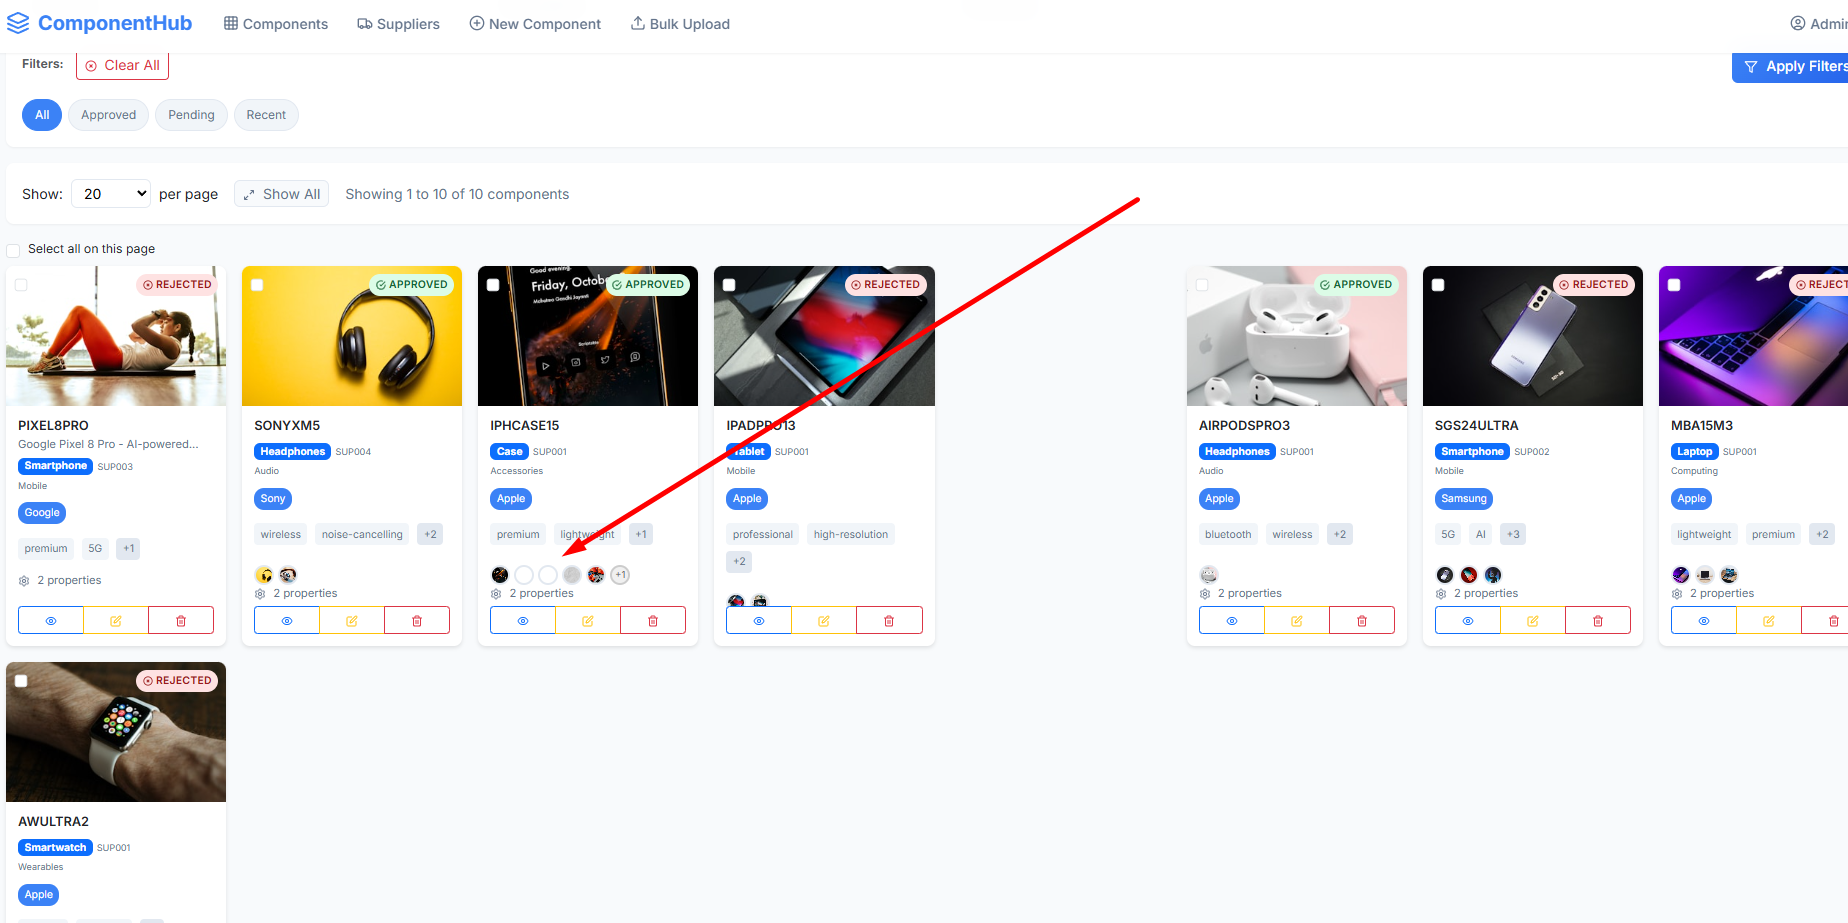 ComponentHub
Components
Suppliers
New Component
Bulk Upload
Filters:
Clear All
Apply Filters
All
Approved
Pending
Recent
Show:
20
per page
Show All
Showing 1 to 10 of 10 components
Select all on this page
REJECTED
PIXEL8PRO
Google Pixel 8 Pro - AI-powered...
Smartphone SUP003
Mobile
Google
premium 5G +1
2 properties
APPROVED
SONYXM5
Headphones SUP004
Audio
Sony
wireless noise-cancelling +2
2 properties
Good evening.
Friday, Octob
Mahatma Gandhi Jayanti
APPROVED
IPHCASE15
Case SUP001
Accessories
Apple
premium lightweight +1
+1
2 properties
REJECTED
IPADPRO13
Tablet SUP001
Mobile
Apple
professional high-resolution
+2
APPROVED
AIRPODSPRO3
Headphones SUP001
Audio
Apple
bluetooth wireless +2
2 properties
REJECTED
SGS24ULTRA
Smartphone SUP002
Mobile
Samsung
5G AI +3
2 properties
REJECT
MBA15M3
Laptop SUP001
Computing
Apple
lightweight premium +2
2 properties
REJECTED
AWULTRA2
Smartwatch SUP001
Wearables
Apple